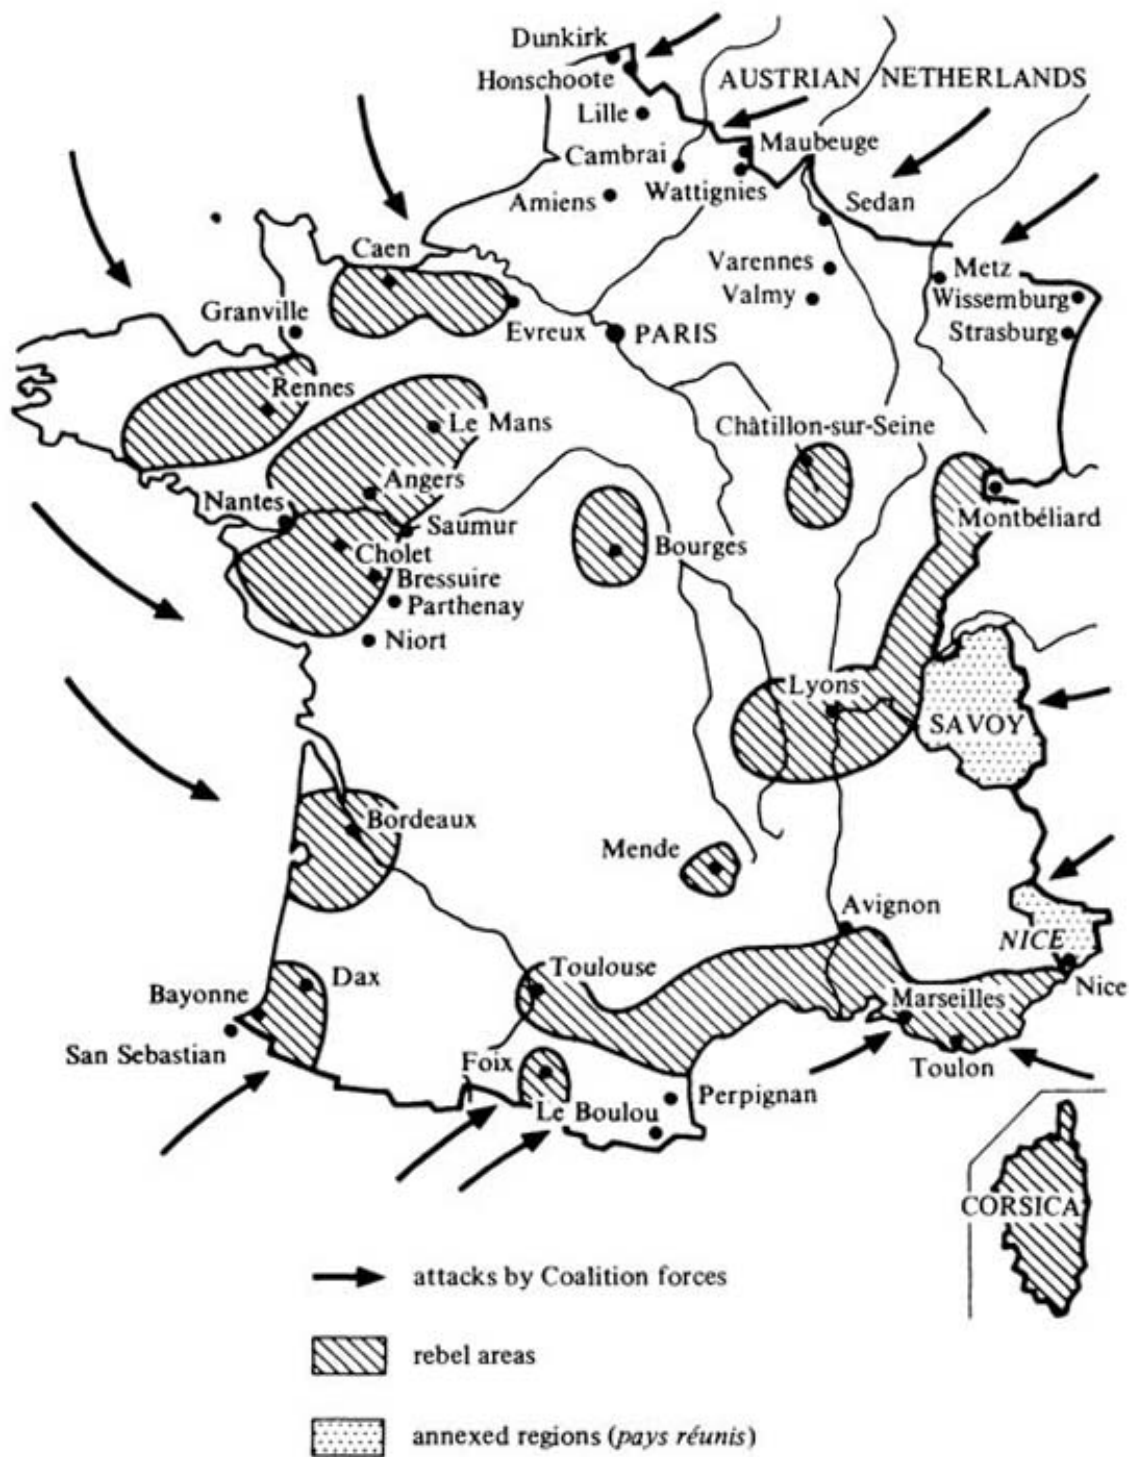 Dunkirk
Honschoote
AUSTRIAN NETHERLANDS
Lille
Maubeuge
Cambrai
Wattignies
Amiens
Sedan
Caen
Varennes
Metz
Valmy
Wissemburg
Granville
Evreux
PARIS
Strasburg
Rennes
Le Mans
Châtillon-sur-Seine
Angers
Nantes
Saumur
Montbéliard
Cholet
Bourges
Bressuire
Parthenay
Niort
Lyons
SAVOY
Bordeaux
Mende
Avignon
NICE
Toulouse
Dax
Nice
Bayonne
Marseilles
San Sebastian
Foix
Toulon
Perpignan
Le Boulou
CORSICA
attacks by Coalition forces
rebel areas
annexed regions (pays réunis)